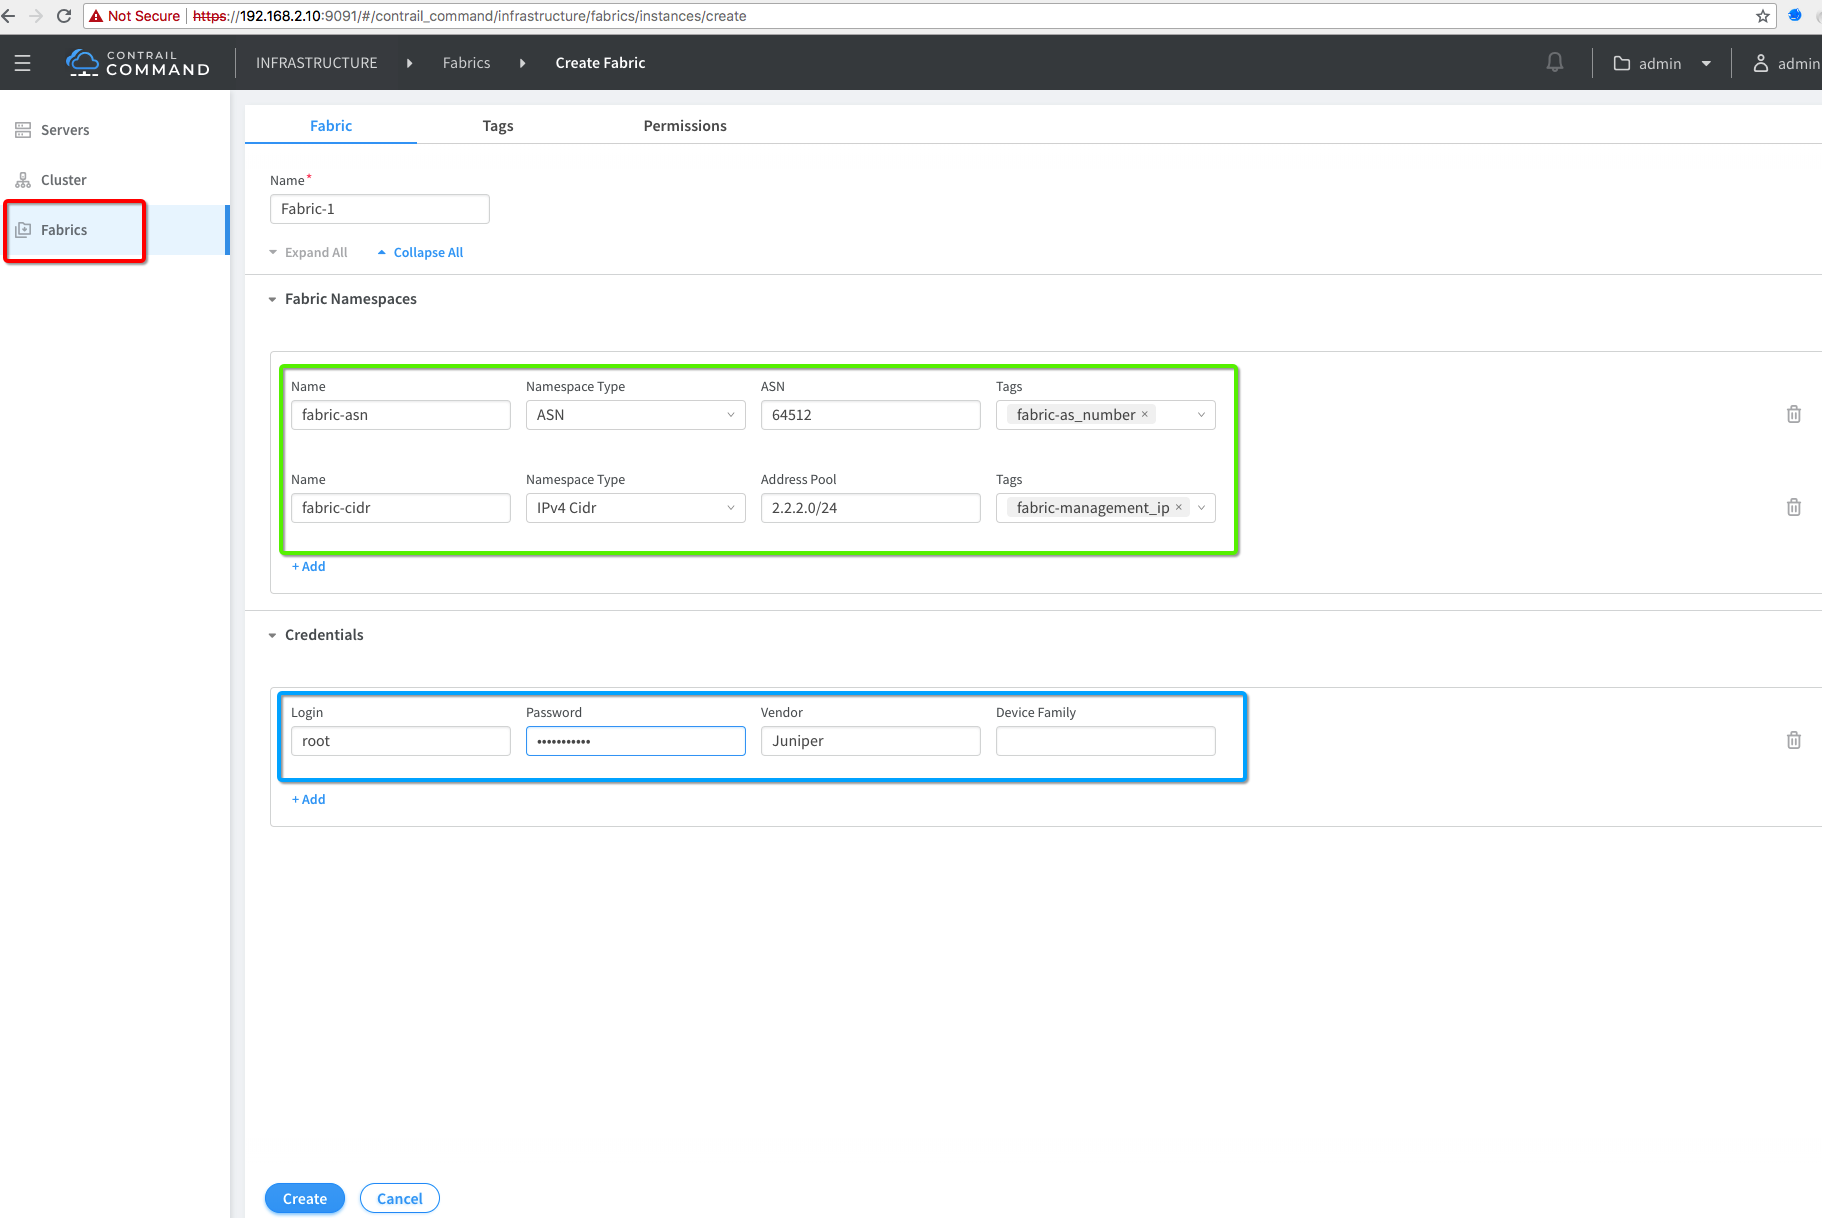 Not Secure https://192.168.2.10:9091/#/contrail_command/infrastructure/fabrics/instances/create
CONTRAIL
COMMAND
INFRASTRUCTURE Fabrics Create Fabric
admin
admin
Servers
Cluster
Fabrics
Fabric Tags Permissions
Name*
Fabric-1
Expand All Collapse All
Fabric Namespaces
Name Namespace Type ASN Tags
fabric-asn ASN 64512 fabric-as_number ×
Name Namespace Type Address Pool Tags
fabric-cidr IPv4 Cidr 2.2.2.0/24 fabric-management_ip ×
+ Add
Credentials
Login Password Vendor Device Family
root ••••••••••• Juniper
+ Add
Create Cancel